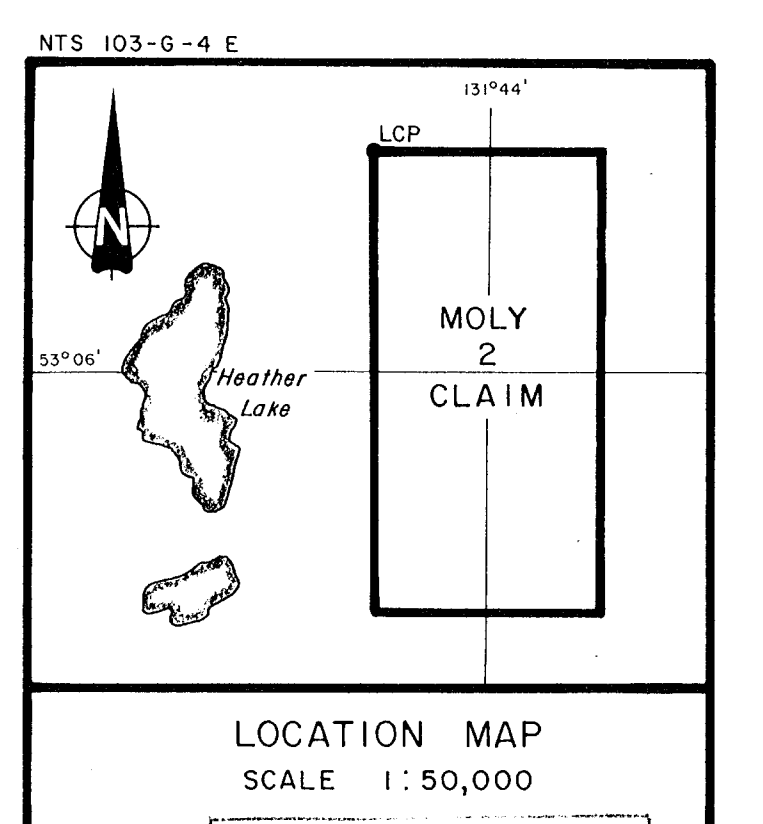 NTS 103-G-4 E
131°44'
LCP
N
MOLY
2
CLAIM
53°06'
Heather
Lake
LOCATION MAP
SCALE 1:50,000